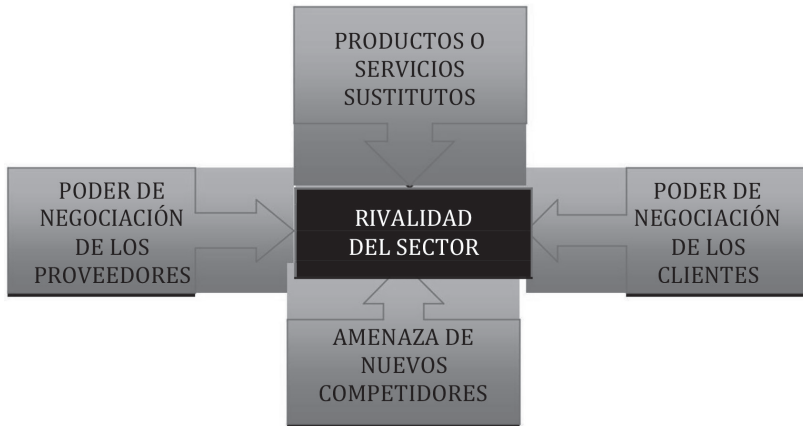 PRODUCTOS O
SERVICIOS
SUSTITUTOS
PODER DE
NEGOCIACIÓN
DE LOS
PROVEEDORES
RIVALIDAD
DEL SECTOR
PODER DE
NEGOCIACIÓN
DE LOS
CLIENTES
AMENAZA DE
NUEVOS
COMPETIDORES